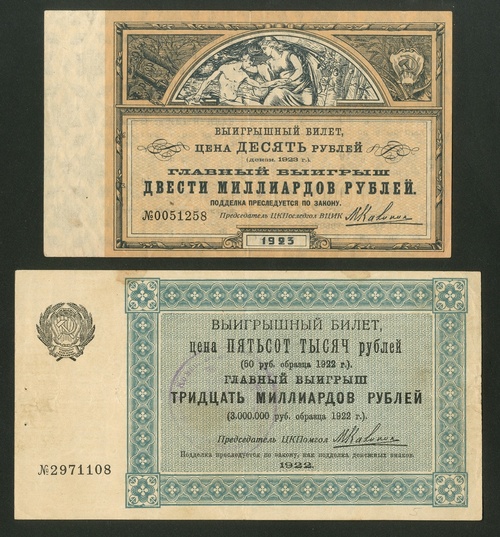 ВЫИГРЫШНЫЙ БИЛЕТ,
ЦЕНА ДЕСЯТЬ РУБЛЕЙ
(ДЕНЗН. 1923 Г.).
ГЛАВНЫЙ ВЫИГРЫШ
ДВЕСТИ МИЛЛИАРДОВ РУБЛЕЙ.
ПОДДЕЛКА ПРЕСЛЕДУЕТСЯ ПО ЗАКОНУ.
№0051258 Председатель ЦКПоследгол ВЦИК
1923
ВЫИГРЫШНЫЙ БИЛЕТ,
цена ПЯТЬСОТ ТЫСЯЧ рублей
(50 руб. образца 1922 г.).
ГЛАВНЫЙ ВЫИГРЫШ
ТРИДЦАТЬ МИЛЛИАРДОВ РУБЛЕЙ
(3.000.000 руб. образца 1922 г.).
Председатель ЦКПомгол
№2971108
Подделка преследуется по закону, как подделка денежных знаков.
1922.